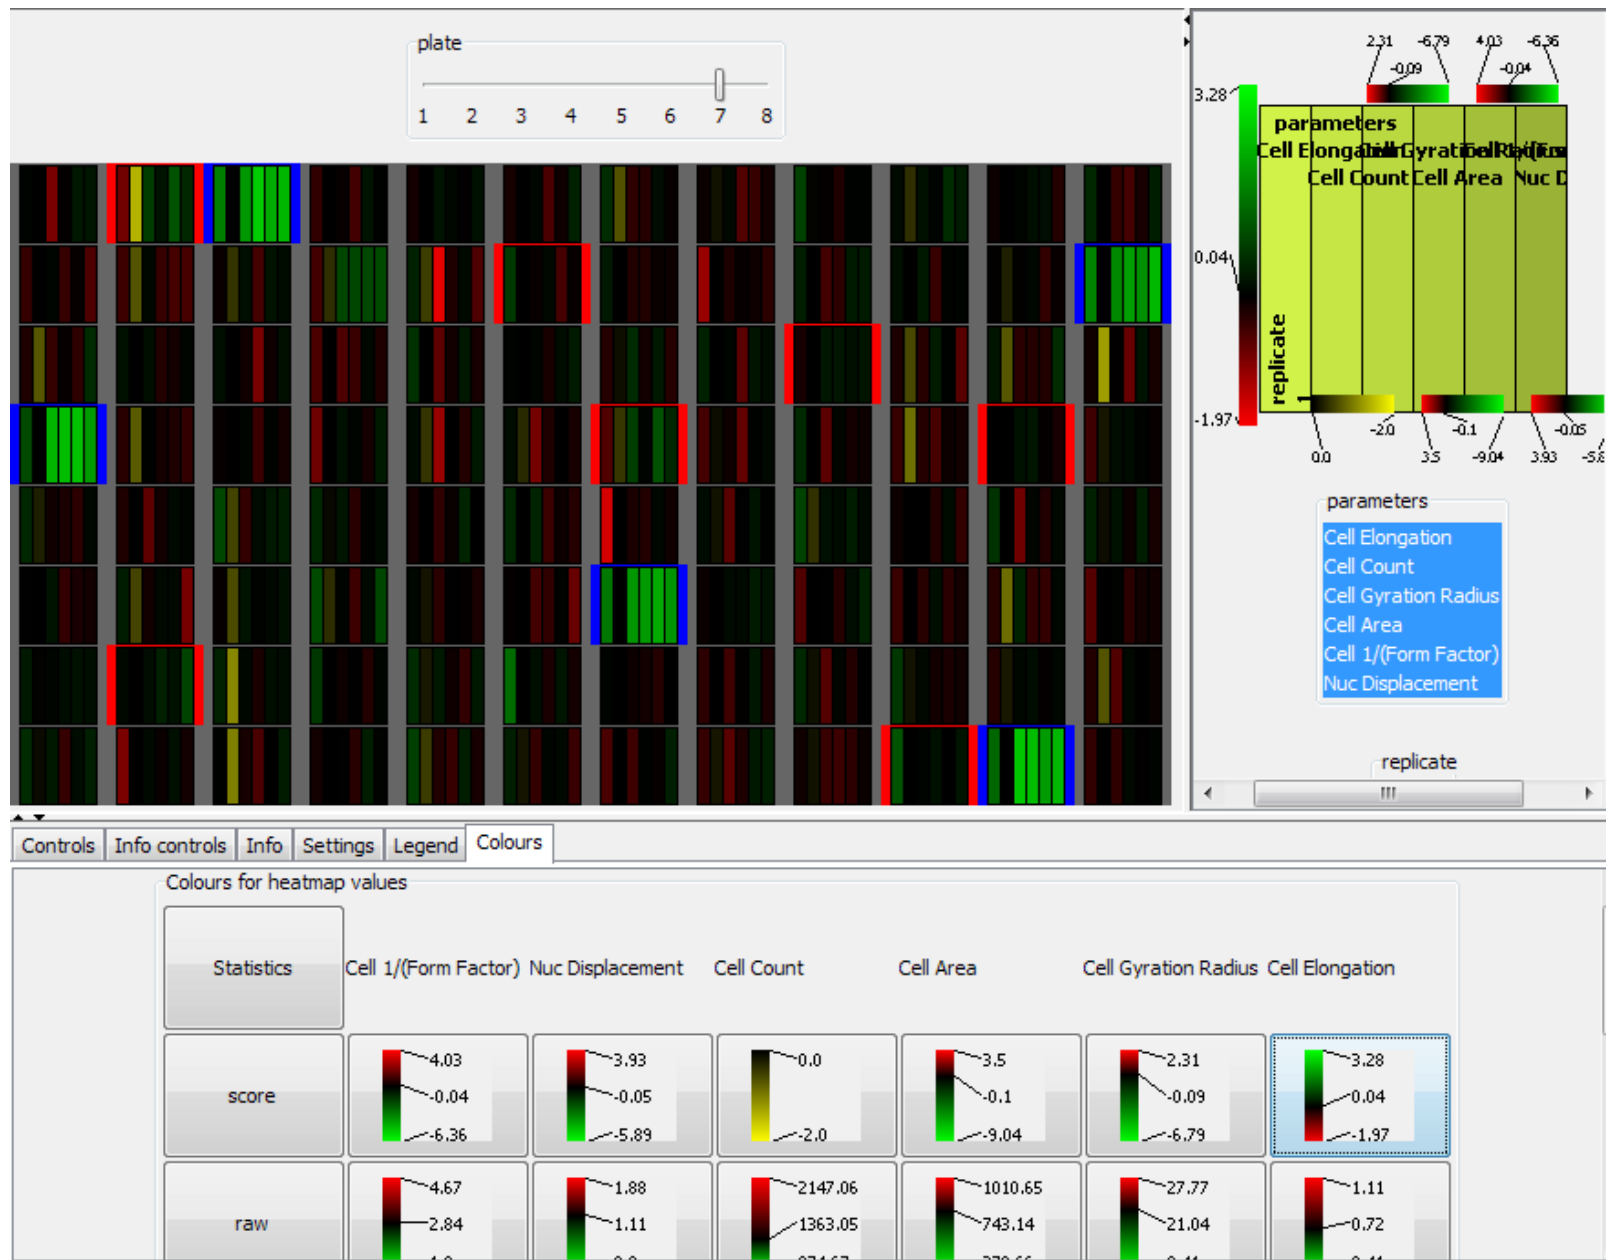 plate
1 2 3 4 5 6 7 8
2.31 -6.79 4.03 -6.36
-0.09 -0.04
3.28
0.04
-1.97
parameters
Cell Count Cell Area Nuc D
replicate
1
-2.0 -0.1 -0.05
0.0 3.5 -9.04 3.93
parameters
Cell Elongation
Cell Count
Cell Gyration Radius
Cell Area
Cell 1/(Form Factor)
Nuc Displacement
replicate
Controls Info controls Info Settings Legend Colours
Colours for heatmap values
Statistics Cell 1/(Form Factor) Nuc Displacement Cell Count Cell Area Cell Gyration Radius Cell Elongation
4.03 3.93 0.0 3.5 2.31 3.28
score -0.04 -0.05 -0.1 -0.09 0.04
-6.36 -5.89 -2.0 -9.04 -6.79 -1.97
4.67 1.88 2147.06 1010.65 27.77 1.11
raw 2.84 1.11 1363.05 743.14 21.04 0.72